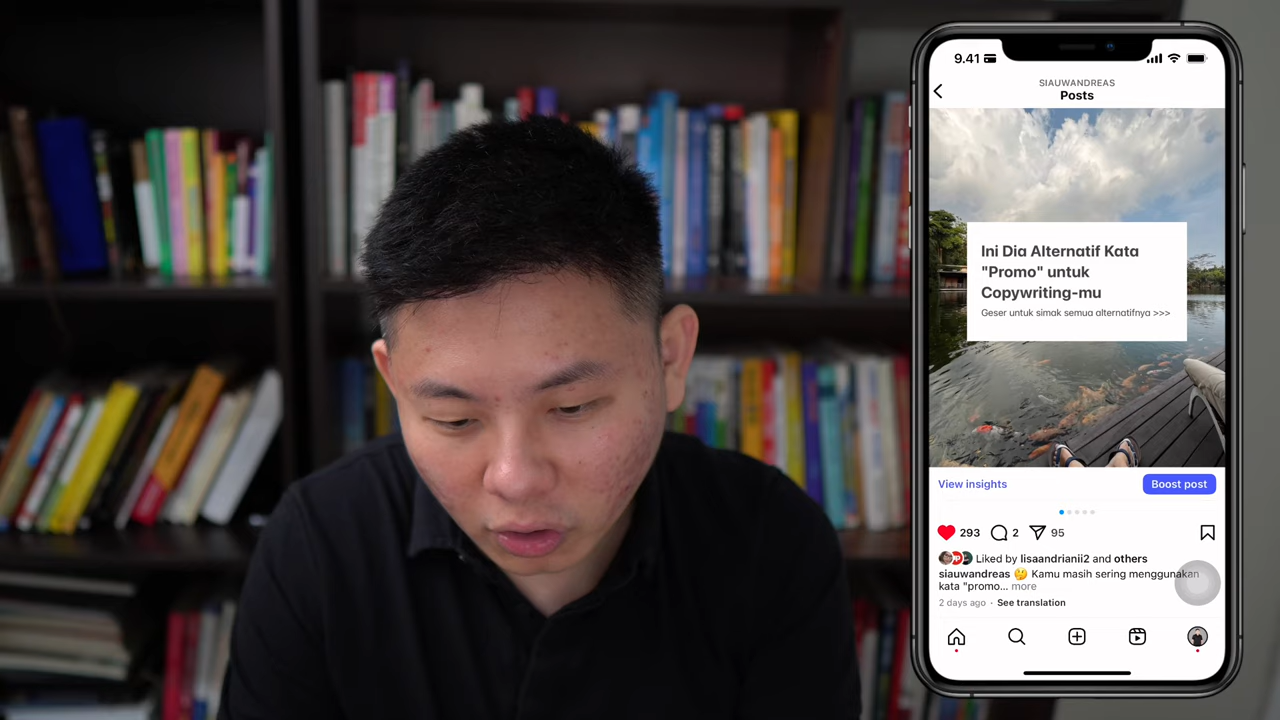 9.41
SIAUWANDREAS
Posts
Ini Dia Alternatif Kata
"Promo" untuk
Copywriting-mu
Geser untuk simak semua alternatifnya >>>
View insights
Boost post
293
2
95
Liked by lisaandrianii2 and others
siauwandreas 🤔 Kamu masih sering menggunakan
kata "promo... more
2 days ago · See translation